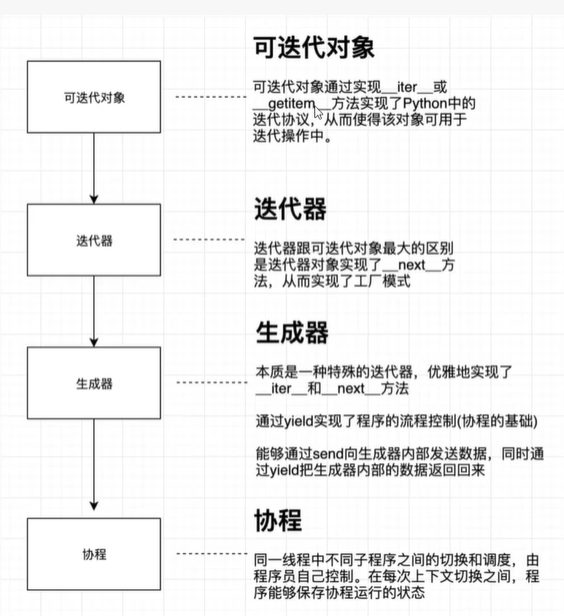 可迭代对象
可迭代对象
可迭代对象通过实现__iter__或
__getitem__方法实现了Python中的
迭代协议，从而使得该对象可用于
迭代操作中。
迭代器
迭代器
迭代器跟可迭代对象最大的区别
是迭代器对象实现了__next__方
法，从而实现了工厂模式
生成器
生成器
本质是一种特殊的迭代器，优雅地实现了
__iter__和__next__方法
通过yield实现了程序的流程控制(协程的基础)
能够通过send向生成器内部发送数据，同时通
过yield把生成器内部的数据返回回来
协程
协程
同一线程中不同子程序之间的切换和调度，由
程序员自己控制。在每次上下文切换之间，程
序能够保存协程运行的状态